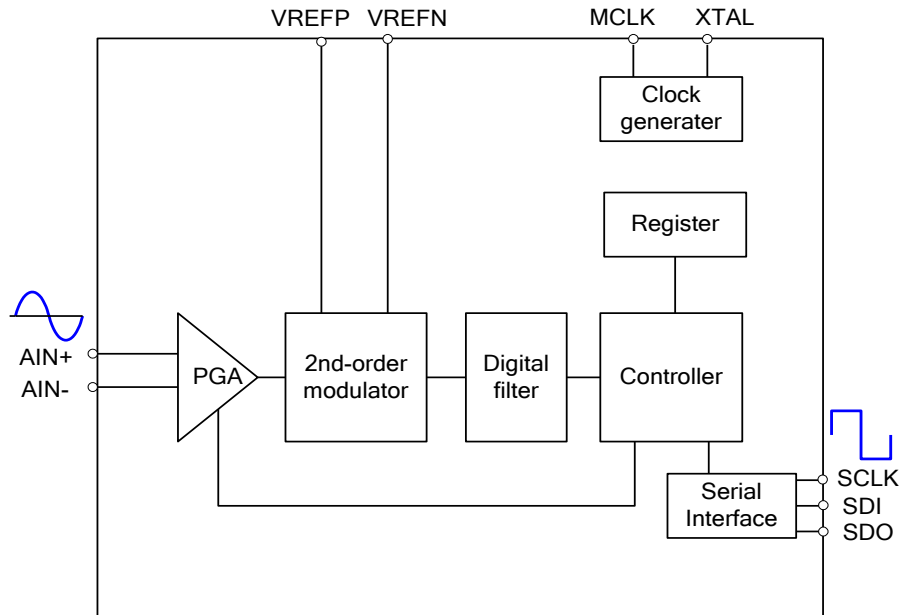 VREFP VREFN MCLK XTAL
Clock
generater
Register
AIN+
AIN-
PGA
2nd-order
modulator
Digital
filter
Controller
Serial
Interface
SCLK
SDI
SDO